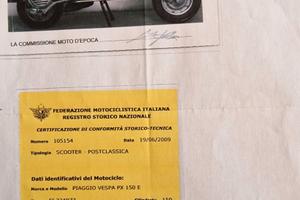 LA COMMISSIONE MOTO D'EPOCA
FEDERAZIONE MOTOCICLISTICA ITALIANA
REGISTRO STORICO NAZIONALE
CERTIFICAZIONE DI CONFORMITÀ STORICO-TECNICA
Numero 105154 Data 19/06/2009
Tipologia SCOOTER - POSTCLASSICA
Dati identificativi del Motociclo:
Marca e Modello PIAGGIO VESPA PX 150 E